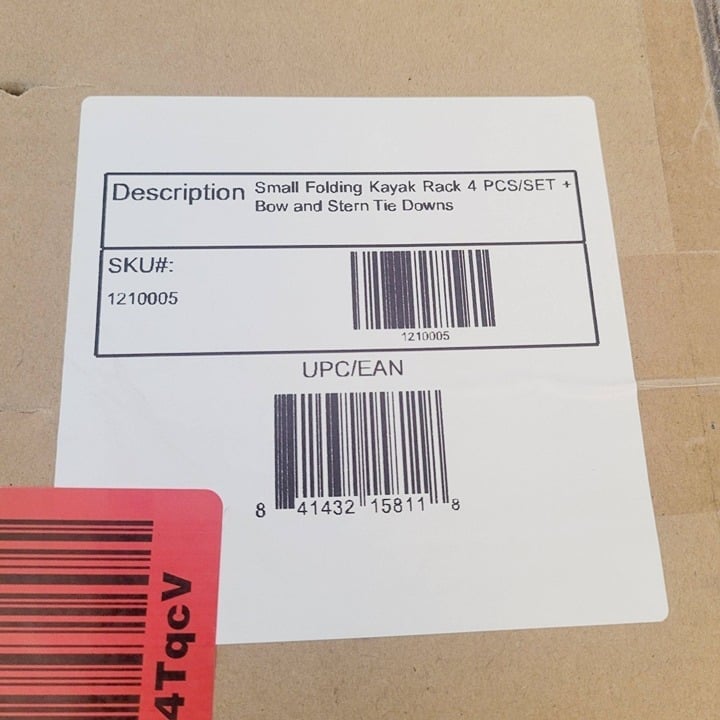 Description Small Folding Kayak Rack 4 PCS/SET +
Bow and Stern Tie Downs
SKU#:
1210005
1210005
UPC/EAN
8 41432 15811 8
4TqcV